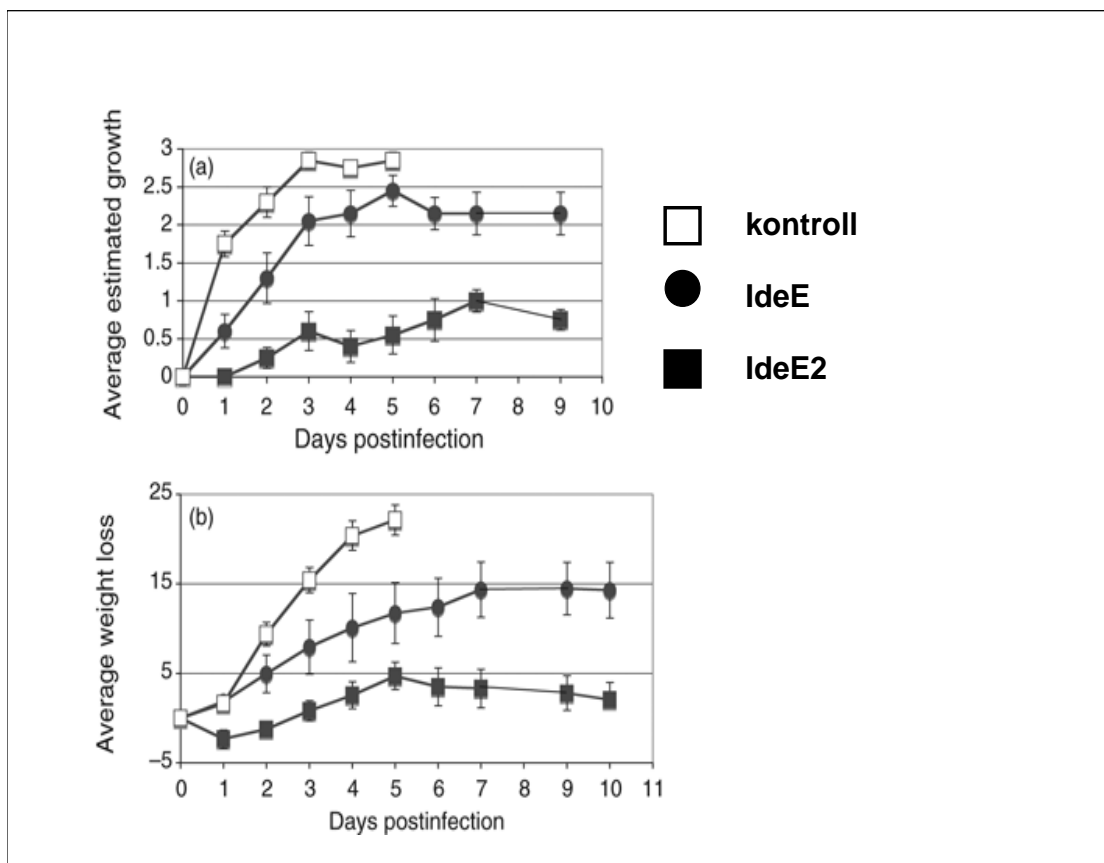 (a)
Average estimated growth
3
2.5
2
1.5
1
0.5
0
0 1 2 3 4 5 6 7 8 9 10
Days postinfection
kontroll
IdeE
IdeE2
(b)
Average weight loss
25
15
5
−5
0 1 2 3 4 5 6 7 8 9 10 11
Days postinfection